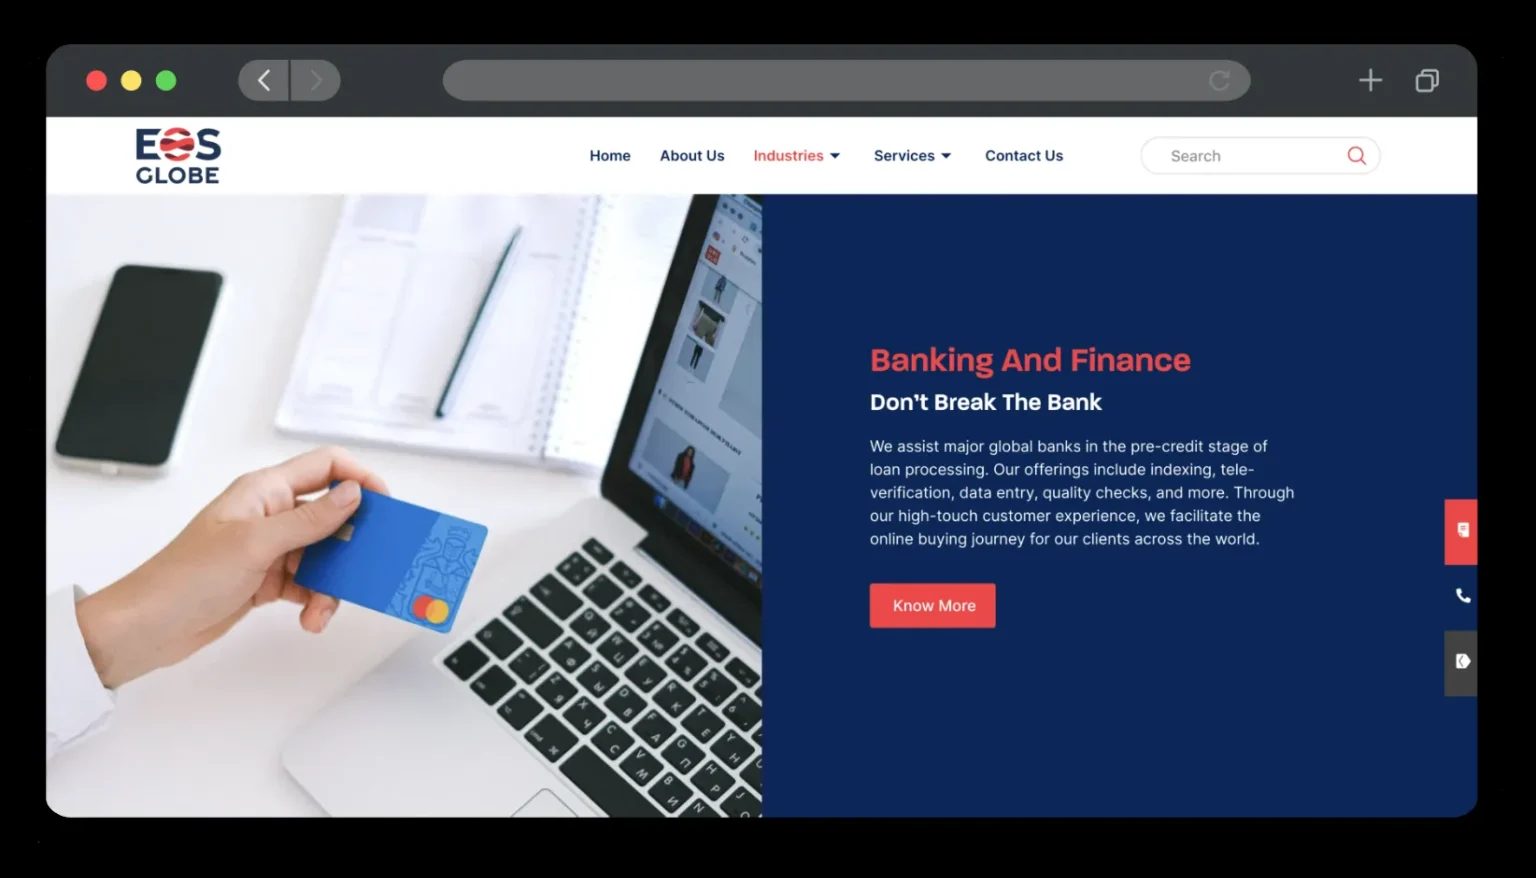 EOS
GLOBE
Home
About Us
Industries
Services
Contact Us
Search
Banking And Finance
Don’t Break The Bank
We assist major global banks in the pre-credit stage of
loan processing. Our offerings include indexing, tele-
verification, data entry, quality checks, and more. Through
our high-touch customer experience, we facilitate the
online buying journey for our clients across the world.
Know More